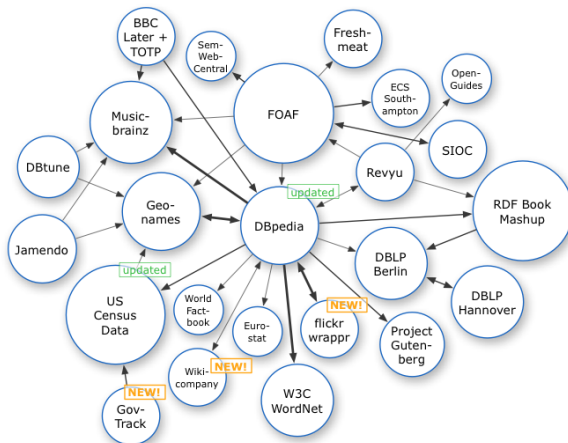 BBC
Later +
TOTP
Fresh-
meat
Sem-
Web-
Central
FOAF
ECS
South-
ampton
Open-
Guides
Music-
brainz
SIOC
DBtune
Revyu
updated
Geo-
names
DBpedia
RDF Book
Mashup
Jamendo
DBLP
Berlin
updated
US
Census
Data
World
Fact-
book
Euro-
stat
NEW!
flickr
wrappr
DBLP
Hannover
Project
Guten-
berg
NEW!
Wiki-
company
NEW!
Gov-
Track
W3C
WordNet